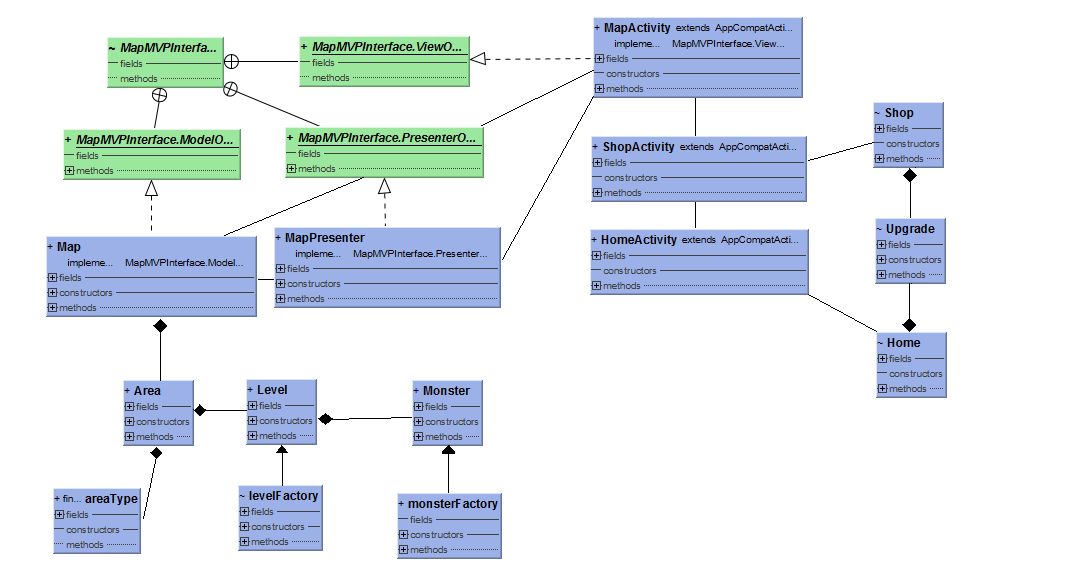 ~ MapMVPInterfa...
fields
methods
+ MapMVPInterface.ViewO...
fields
methods
+ MapActivity extends AppCompatActi...
impleme... MapMVPInterface.View...
fields
constructors
methods
+ MapMVPInterface.ModelO...
fields
methods
+ MapMVPInterface.PresenterO...
fields
methods
+ ShopActivity extends AppCompatActi...
fields
constructors
methods
~ Shop
fields
constructors
methods
+ Map
impleme... MapMVPInterface.Model...
fields
constructors
methods
+ MapPresenter
impleme... MapMVPInterface.Presenter...
fields
constructors
methods
+ HomeActivity extends AppCompatActi...
fields
constructors
methods
~ Upgrade
fields
constructors
methods
~ Home
fields
constructors
methods
+ Area
fields
constructors
methods
+ Level
fields
constructors
methods
+ Monster
fields
constructors
methods
+ fin... areaType
fields
constructors
methods
~ levelFactory
fields
constructors
methods
+ monsterFactory
fields
constructors
methods